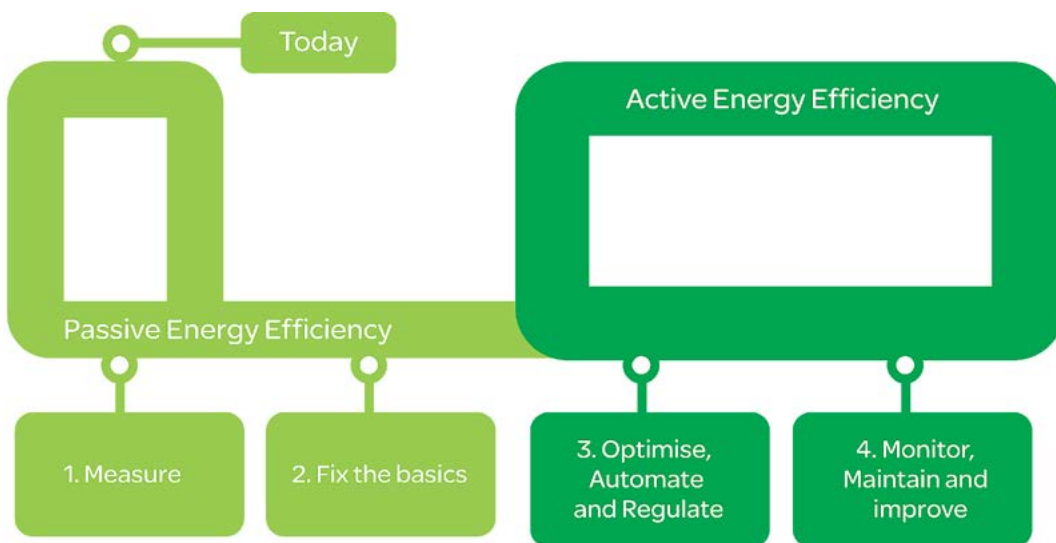 Today
Active Energy Efficiency
Passive Energy Efficiency
1. Measure
2. Fix the basics
3. Optimise,
Automate
and Regulate
4. Monitor,
Maintain and
improve